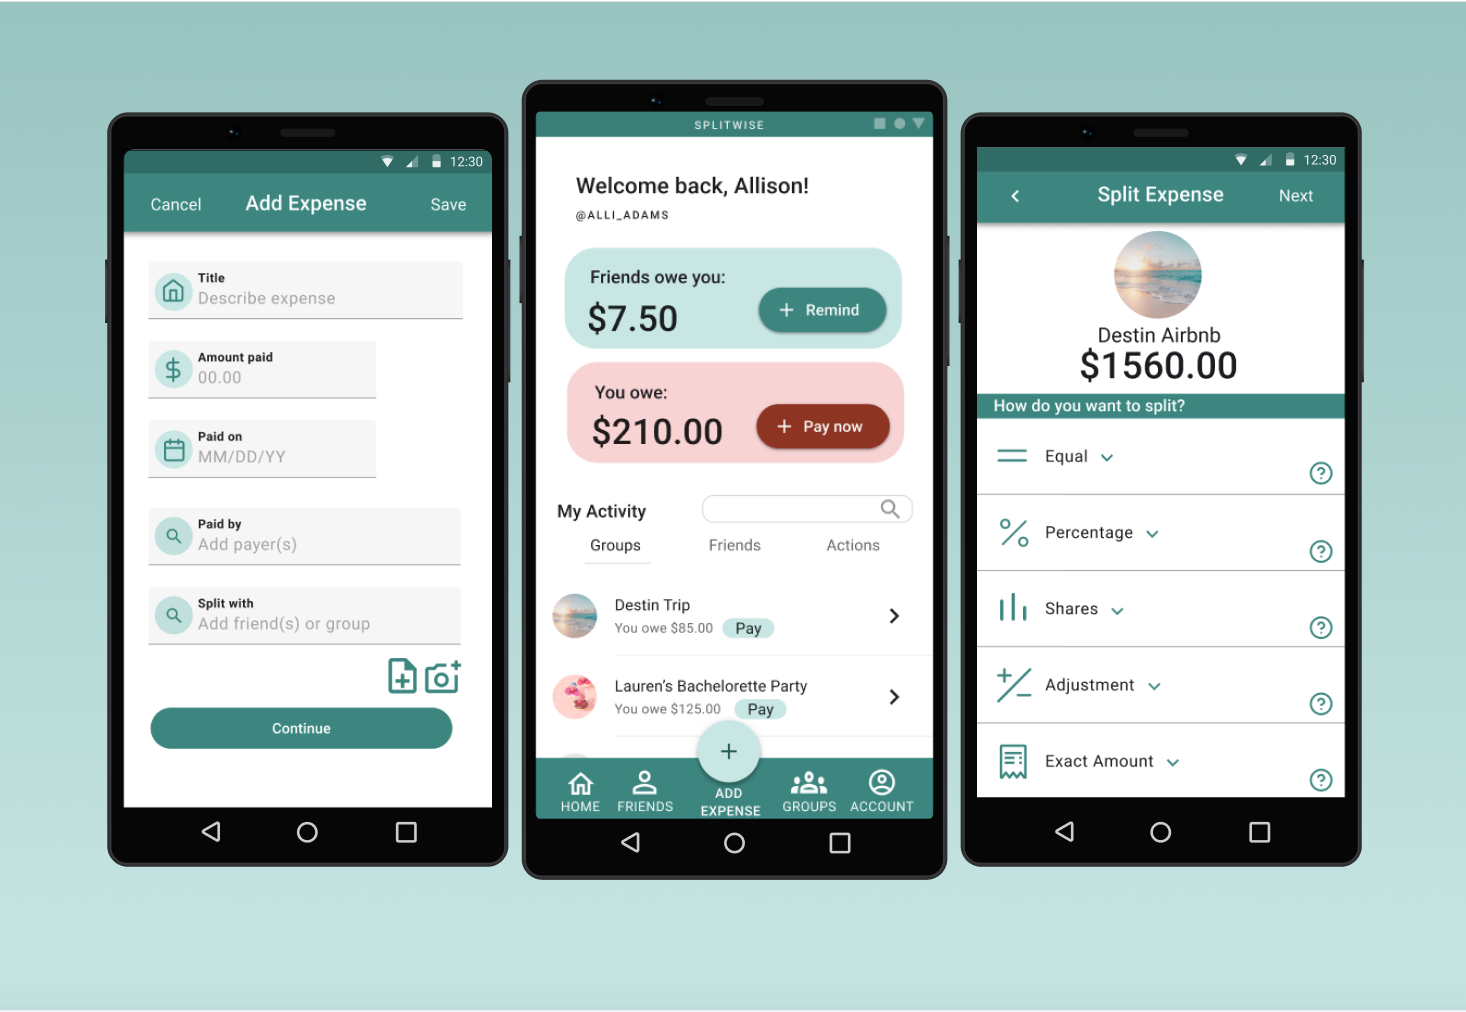 12:30
Cancel
Add Expense
Save
Title
Describe expense
Amount paid
00.00
Paid on
MM/DD/YY
Paid by
Add payer(s)
Split with
Add friend(s) or group
Continue
SPLITWISE
Welcome back, Allison!
@ALLI_ADAMS
Friends owe you:
$7.50
+ Remind
You owe:
$210.00
+ Pay now
My Activity
Groups
Friends
Actions
Destin Trip
You owe $85.00
Pay
Lauren's Bachelorette Party
You owe $125.00
Pay
HOME
FRIENDS
ADD
EXPENSE
GROUPS
ACCOUNT
12:30
Split Expense
Next
Destin Airbnb
$1560.00
How do you want to split?
Equal
Percentage
Shares
Adjustment
Exact Amount